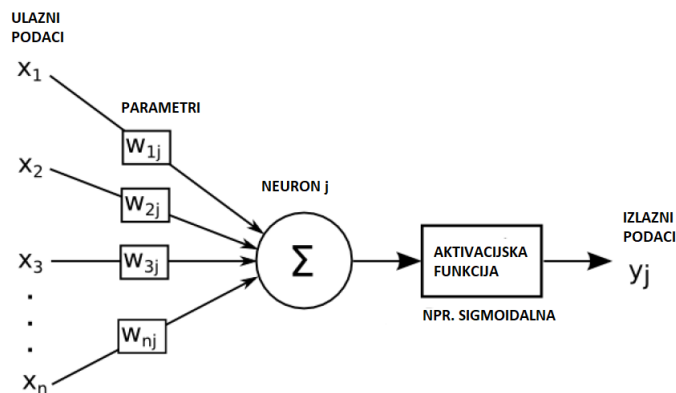 ULAZNI
PODACI
x1
PARAMETRI
w1j
x2
w2j
NEURON j
x3
w3j
Σ
AKTIVACIJSKA
FUNKCIJA
NPR. SIGMOIDALNA
IZLAZNI
PODACI
yj
wnj
xn